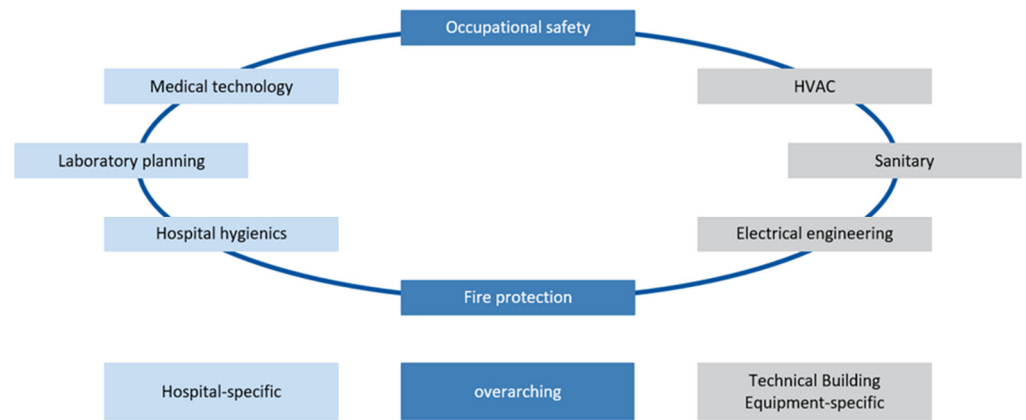 Occupational safety
Medical technology
HVAC
Laboratory planning
Sanitary
Hospital hygienics
Electrical engineering
Fire protection
Hospital-specific
overarching
Technical Building
Equipment-specific